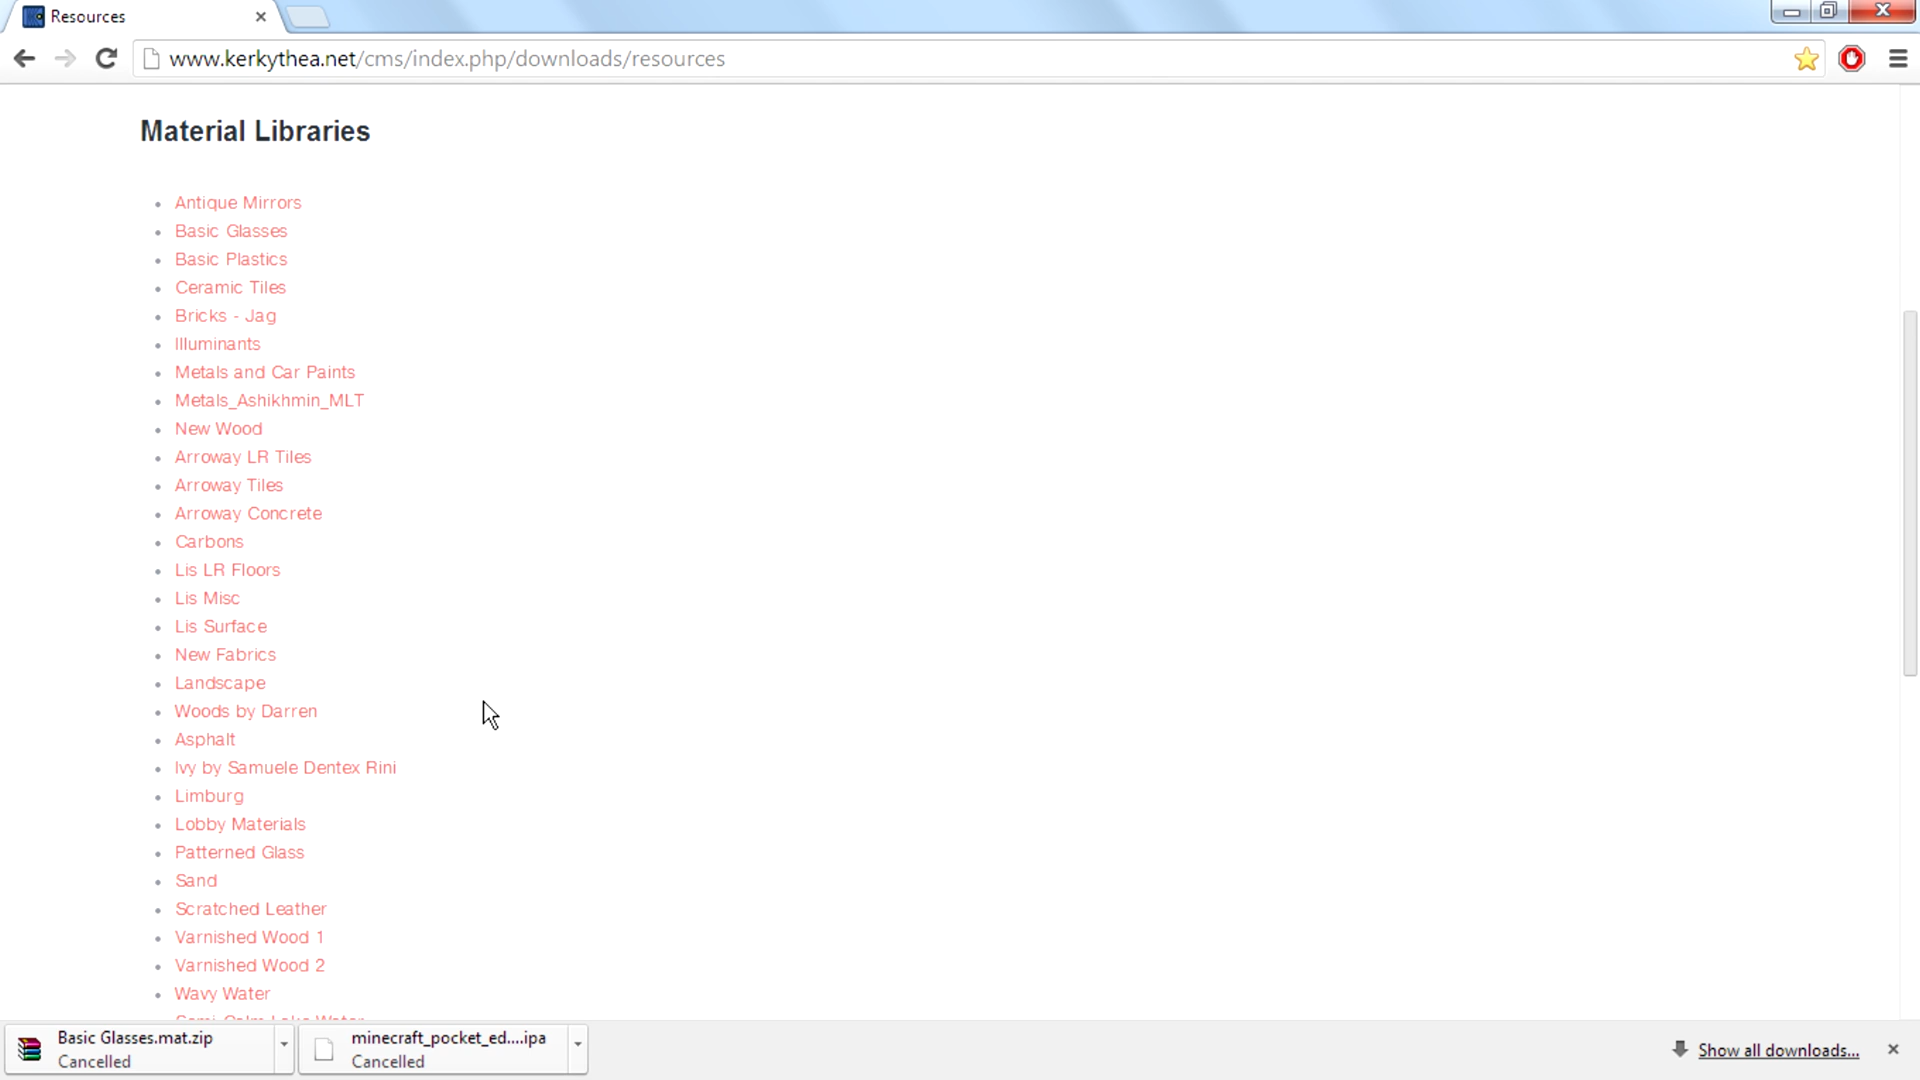 Resources
www.kerkythea.net/cms/index.php/downloads/resources
Material Libraries
Antique Mirrors
Basic Glasses
Basic Plastics
Ceramic Tiles
Bricks - Jag
Illuminants
Metals and Car Paints
Metals_Ashikhmin_MLT
New Wood
Arroway LR Tiles
Arroway Tiles
Arroway Concrete
Carbons
Lis LR Floors
Lis Misc
Lis Surface
New Fabrics
Landscape
Woods by Darren
Asphalt
Ivy by Samuele Dentex Rini
Limburg
Lobby Materials
Patterned Glass
Sand
Scratched Leather
Varnished Wood 1
Varnished Wood 2
Wavy Water
Semi-Calm Lake Water
Basic Glasses.mat.zip
Cancelled
minecraft_pocket_ed....ipa
Cancelled
Show all downloads...